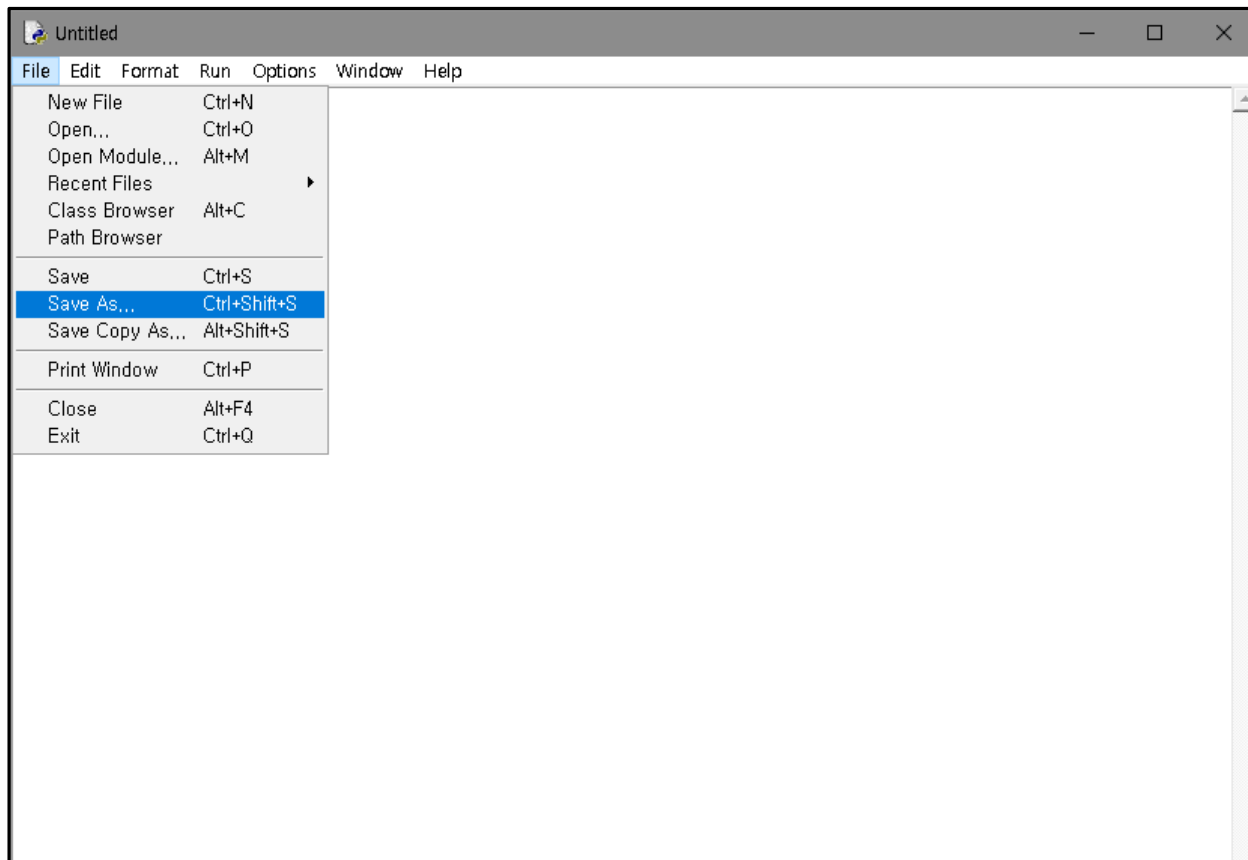 Untitled
File Edit Format Run Options Window Help
New File Ctrl+N
Open... Ctrl+O
Open Module... Alt+M
Recent Files
Class Browser Alt+C
Path Browser
Save Ctrl+S
Save As... Ctrl+Shift+S
Save Copy As... Alt+Shift+S
Print Window Ctrl+P
Close Alt+F4
Exit Ctrl+Q